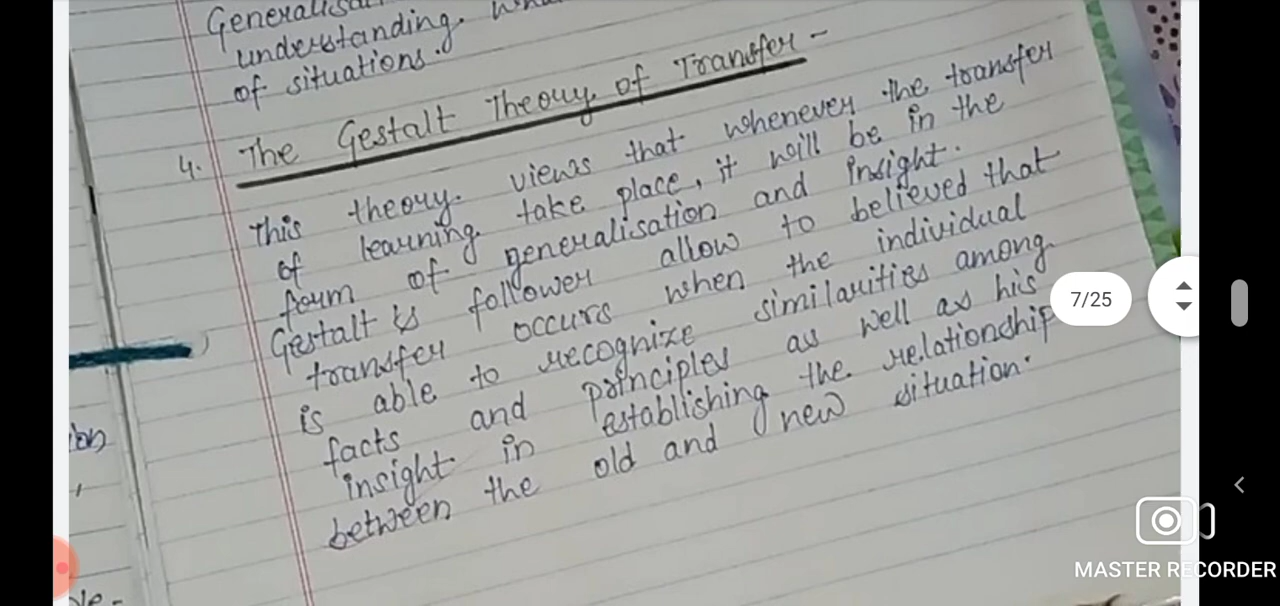 Generalisa
understanding.
of situations.
4. The Gestalt Theory of Transfer -
This theory views that whenever the transfer
of learning take place, it will be in the
form of generalisation and insight.
Gestalt is follower allow to believed that
transfer occurs when the individual
is able to recognize similarities among
facts and principles as well as his
insight in establishing the relationship
between the old and new situation.
7/25
MASTER RECORDER